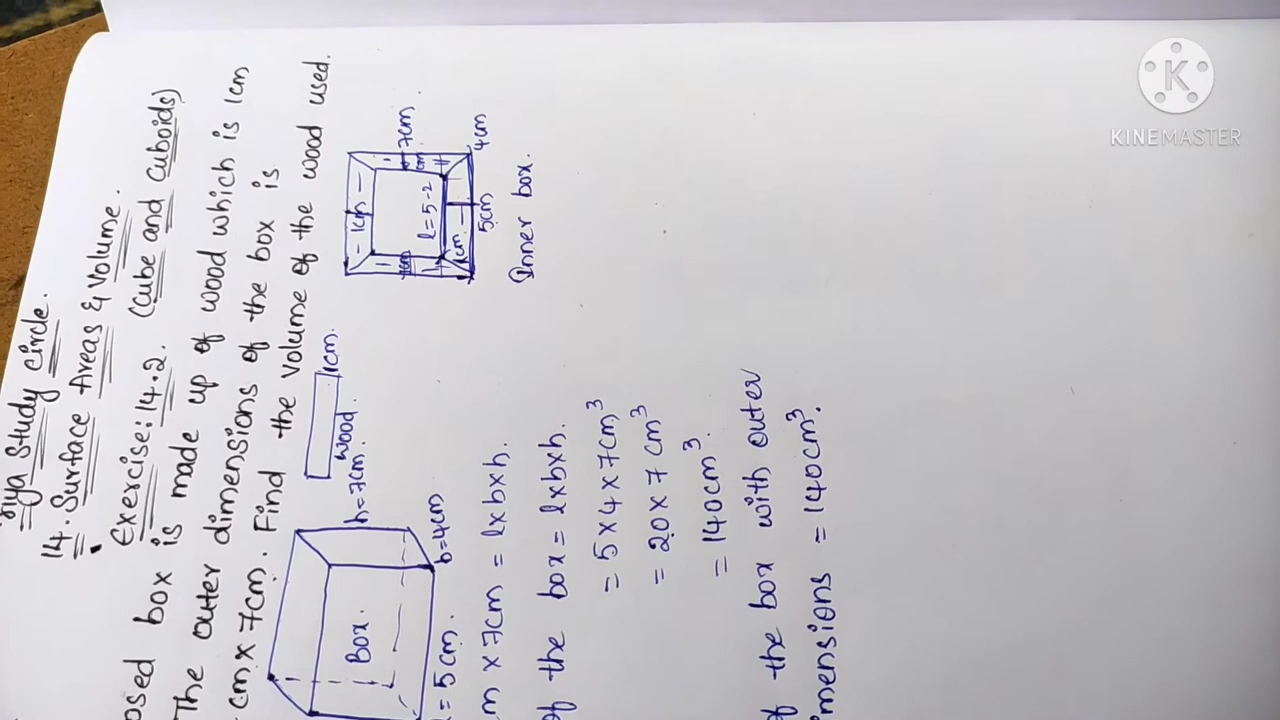 Study Circle.
14. Surface Areas & Volume.
Exercise: 14.2. (Cube and Cuboids)
box is made up of wood which is 1cm
The outer dimensions of the box is
cm x 7cm. Find the volume of the wood used.
Box.
h=7cm.
b=4cm
= 5cm.
wood.
1cm.
1cm
7cm.
1cm
l=5-2
1cm
4cm
5cm
Inner box.
x 7cm = l x b x h.
the box = l x b x h.
= 5 x 4 x 7cm³
= 20 x 7 cm³
= 140cm³.
the box with outer
= 140cm³.
KINEMASTER